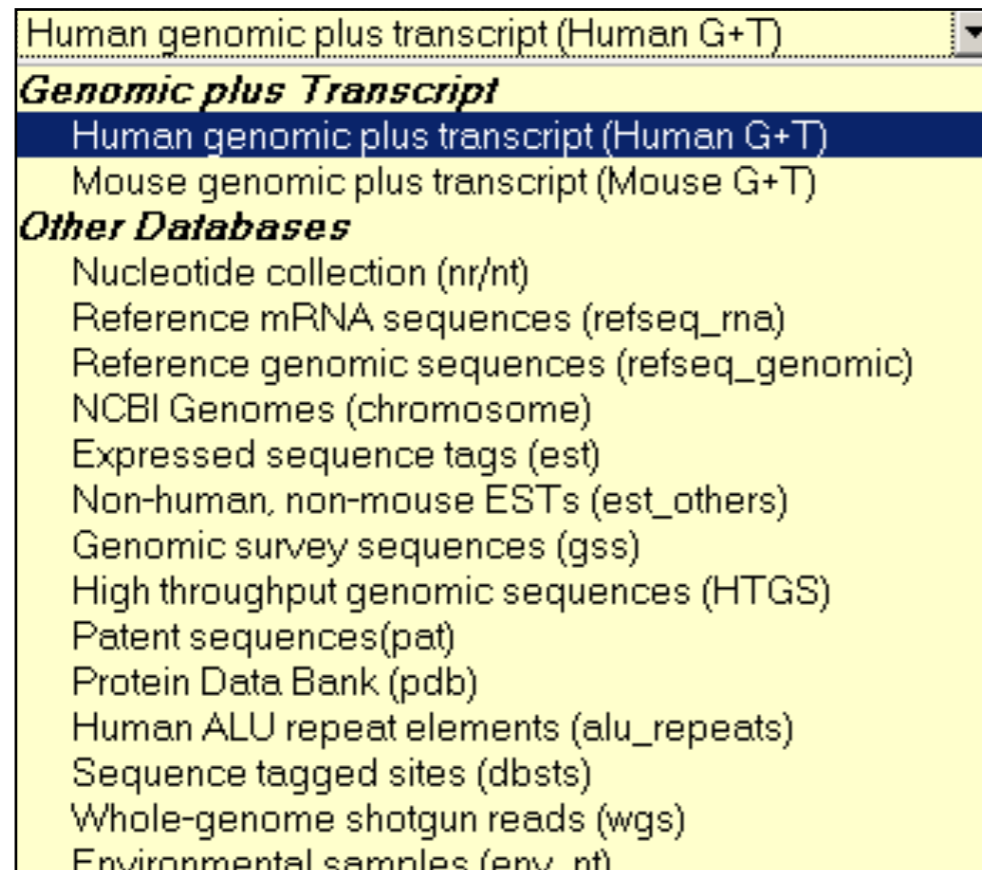 Human genomic plus transcript (Human G+T)
Genomic plus Transcript
Human genomic plus transcript (Human G+T)
Mouse genomic plus transcript (Mouse G+T)
Other Databases
Nucleotide collection (nr/nt)
Reference mRNA sequences (refseq_rna)
Reference genomic sequences (refseq_genomic)
NCBI Genomes (chromosome)
Expressed sequence tags (est)
Non-human, non-mouse ESTs (est_others)
Genomic survey sequences (gss)
High throughput genomic sequences (HTGS)
Patent sequences(pat)
Protein Data Bank (pdb)
Human ALU repeat elements (alu_repeats)
Sequence tagged sites (dbsts)
Whole-genome shotgun reads (wgs)
Environmental samples (env_nt)